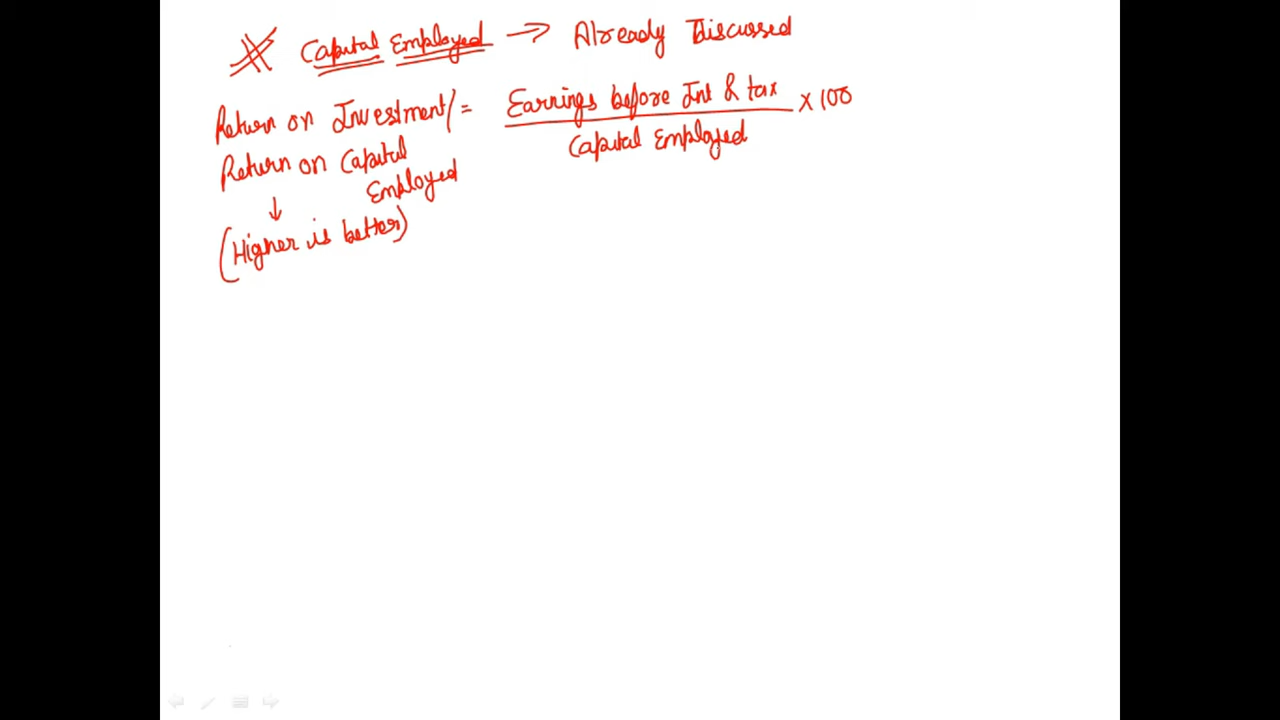 Capital Employed → Already Discussed
Return on Investment/ = Earnings before Int & tax × 100
Capital Employed
Return on Capital
Employed
↓
(Higher is better)